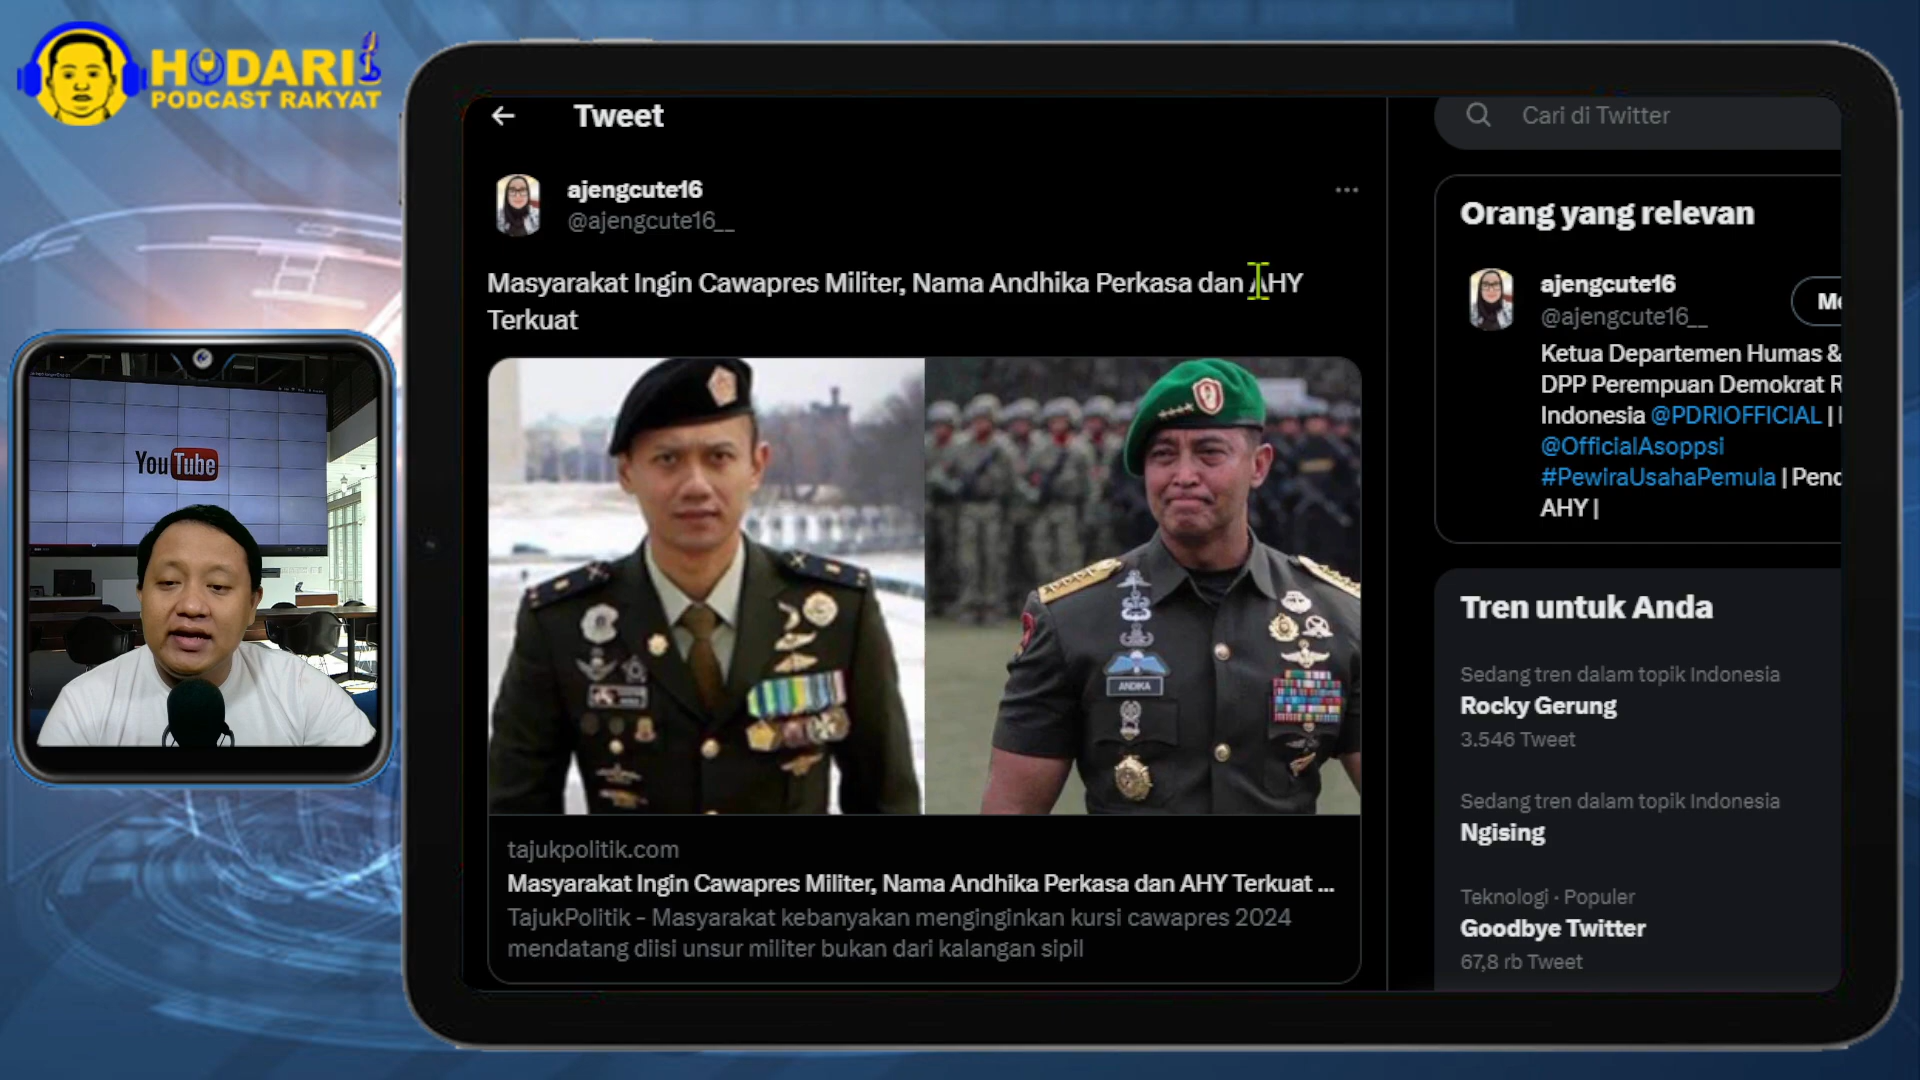 HODARI
PODCAST RAKYAT
YouTube
Tweet
ajengcute16
@ajengcute16__
Masyarakat Ingin Cawapres Militer, Nama Andhika Perkasa dan AHY
Terkuat
ANDIKA
tajukpolitik.com
Masyarakat Ingin Cawapres Militer, Nama Andhika Perkasa dan AHY Terkuat ...
TajukPolitik - Masyarakat kebanyakan menginginkan kursi cawapres 2024
mendatang diisi unsur militer bukan dari kalangan sipil
Cari di Twitter
Orang yang relevan
ajengcute16
@ajengcute16__
Ketua Departemen Humas &
DPP Perempuan Demokrat R
Indonesia @PDRIOFFICIAL |
@OfficialAsoppsi
#PewiraUsahaPemula | Pend
AHY |
Tren untuk Anda
Sedang tren dalam topik Indonesia
Rocky Gerung
3.546 Tweet
Sedang tren dalam topik Indonesia
Ngising
Teknologi · Populer
Goodbye Twitter
67,8 rb Tweet